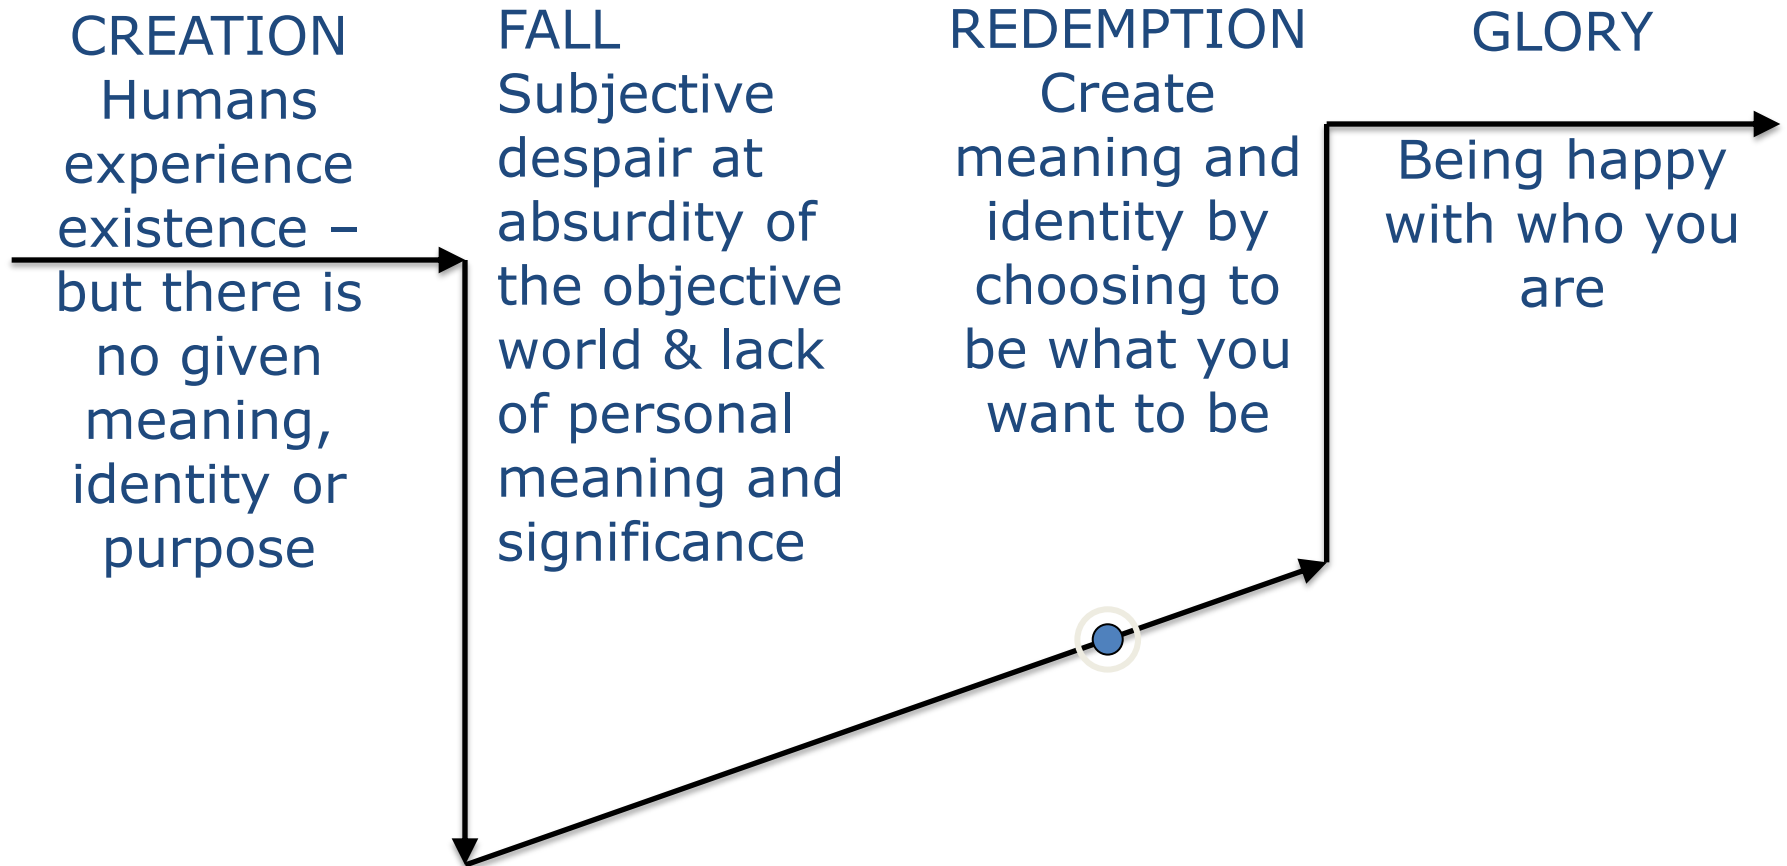 CREATION
Humans
experience
existence –
but there is
no given
meaning,
identity or
purpose
FALL
Subjective
despair at
absurdity of
the objective
world & lack
of personal
meaning and
significance
REDEMPTION
Create
meaning and
identity by
choosing to
be what you
want to be
GLORY
Being happy
with who you
are